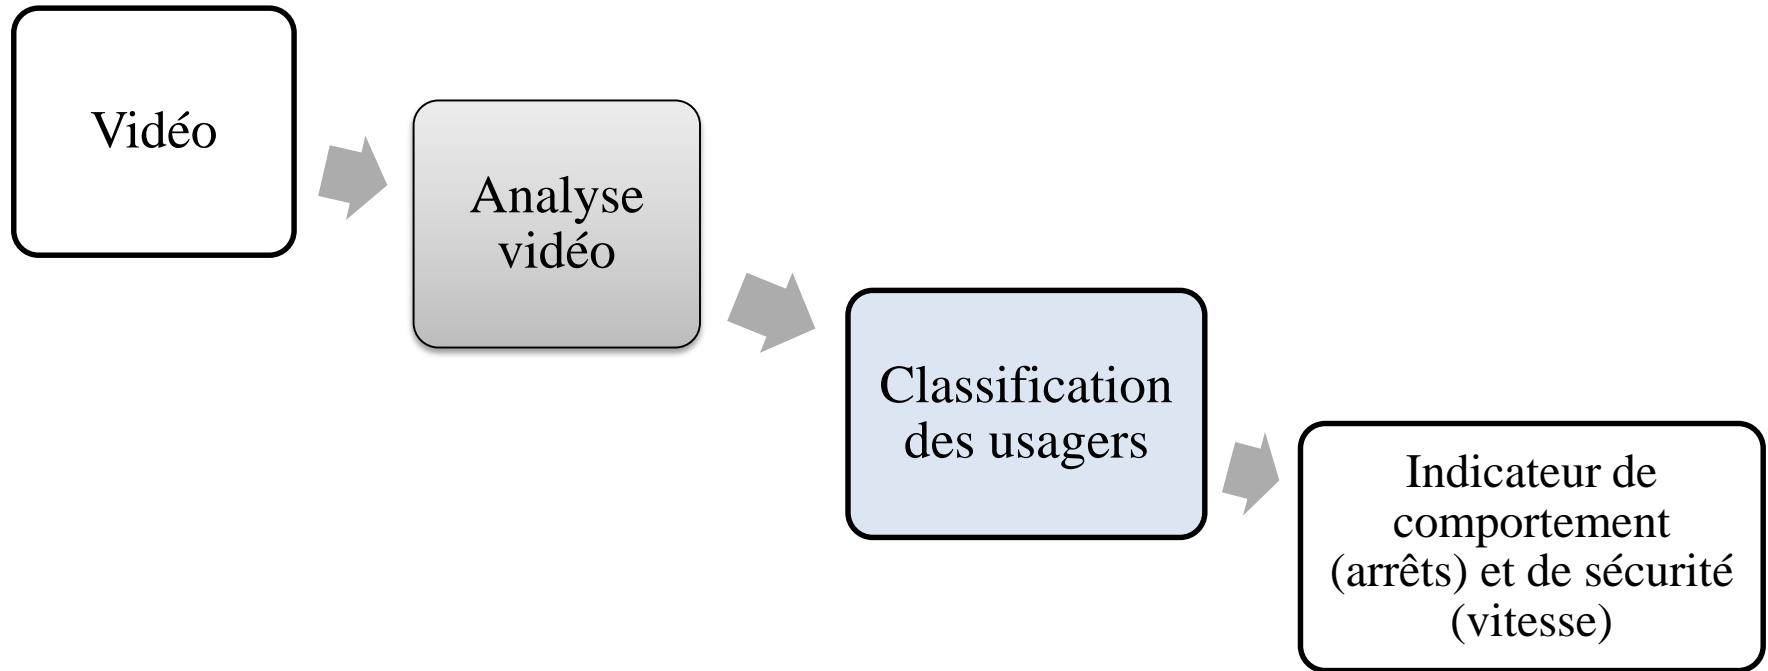 Vidéo
Analyse
vidéo
Classification
des usagers
Indicateur de
comportement
(arrêts) et de sécurité
(vitesse)